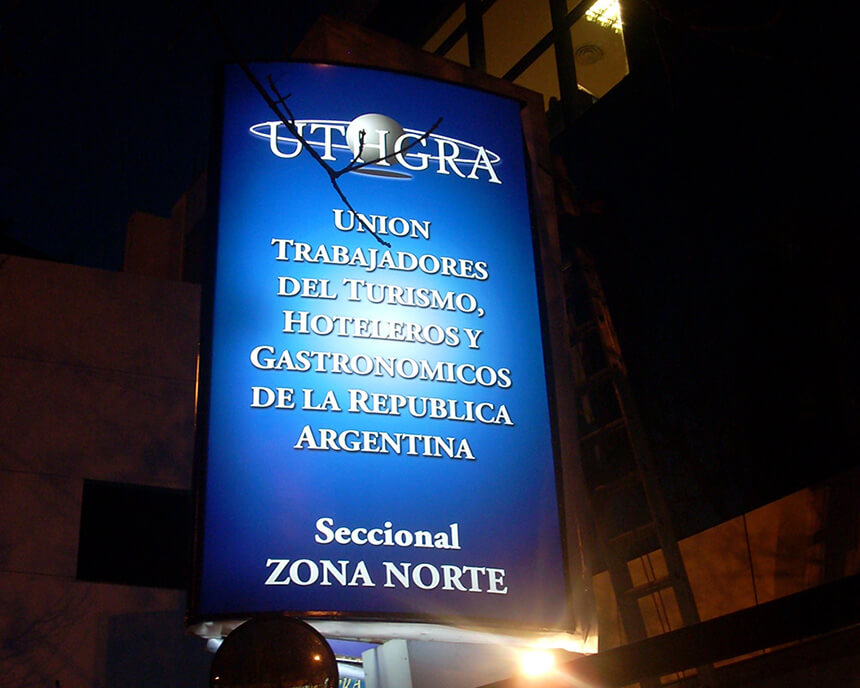 UTHGRA
UNION
TRABAJADORES
DEL TURISMO,
HOTELEROS Y
GASTRONOMICOS
DE LA REPUBLICA
ARGENTINA
Seccional
ZONA NORTE